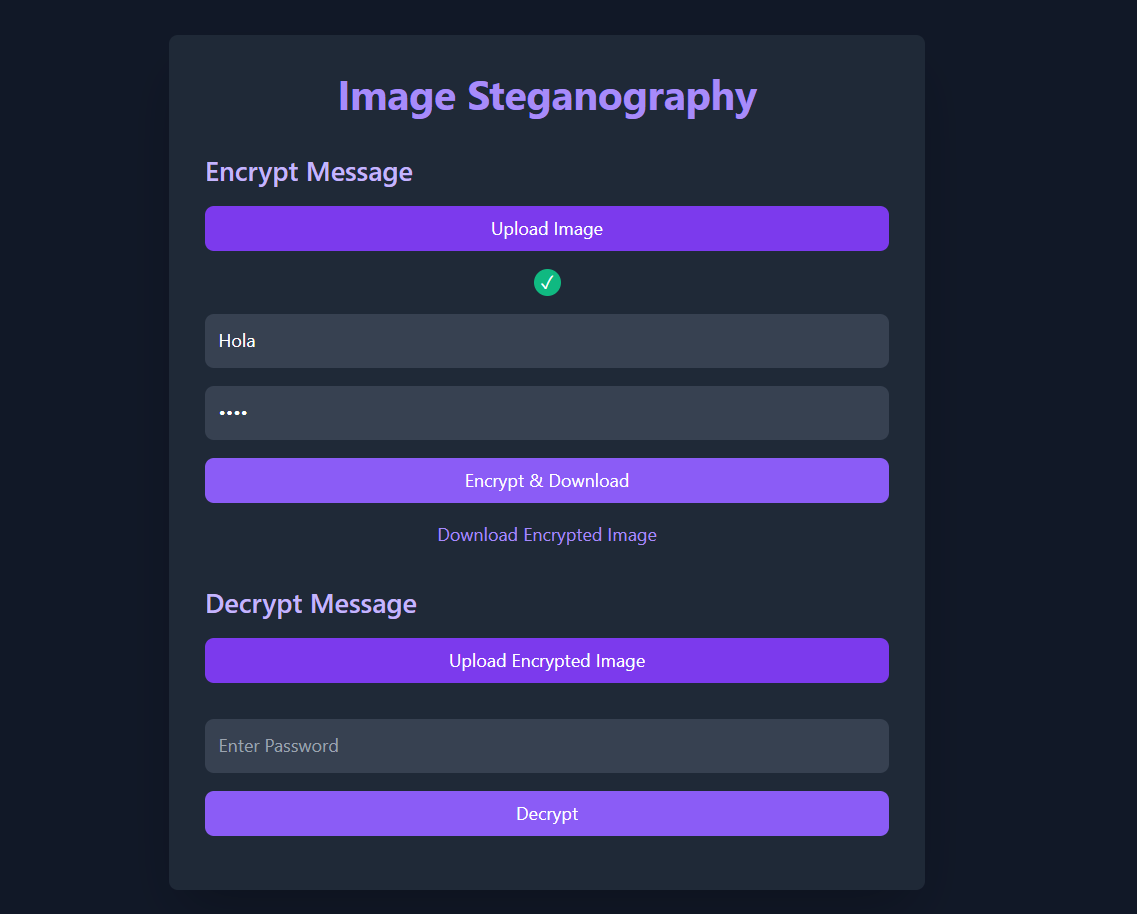 Image Steganography
Encrypt Message
Upload Image
✓
Hola
••••
Encrypt & Download
Download Encrypted Image
Decrypt Message
Upload Encrypted Image
Enter Password
Decrypt